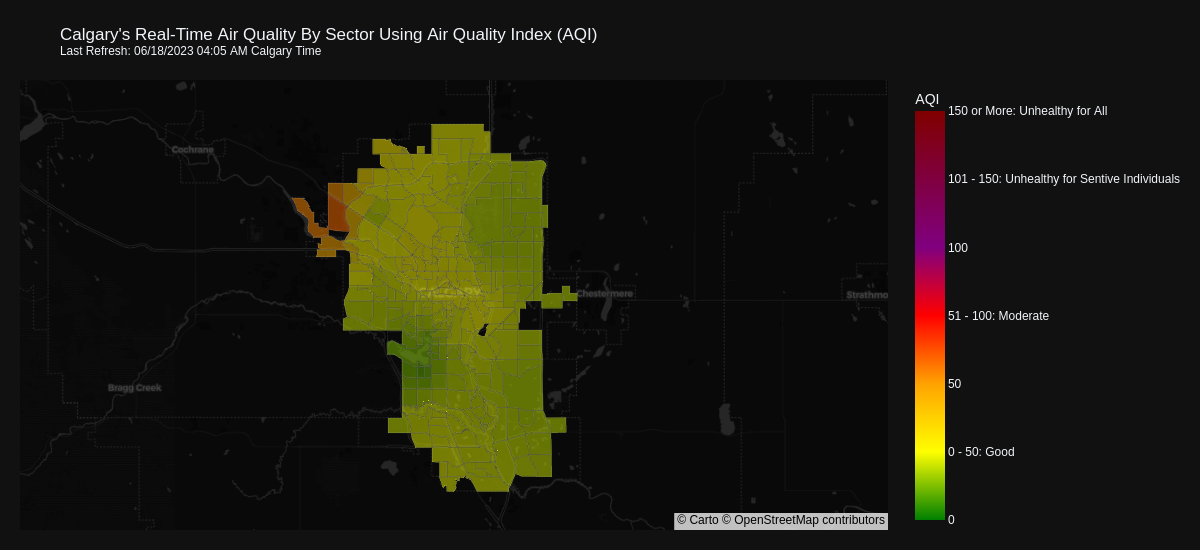 Calgary's Real-Time Air Quality By Sector Using Air Quality Index (AQI)
Last Refresh: 06/18/2023 04:05 AM Calgary Time
AQI
150 or More: Unhealthy for All
Cochrane
101 - 150: Unhealthy for Sentive Individuals
100
Chestermere
Strathmo
51 - 100: Moderate
50
Bragg Creek
0 - 50: Good
0
© Carto © OpenStreetMap contributors